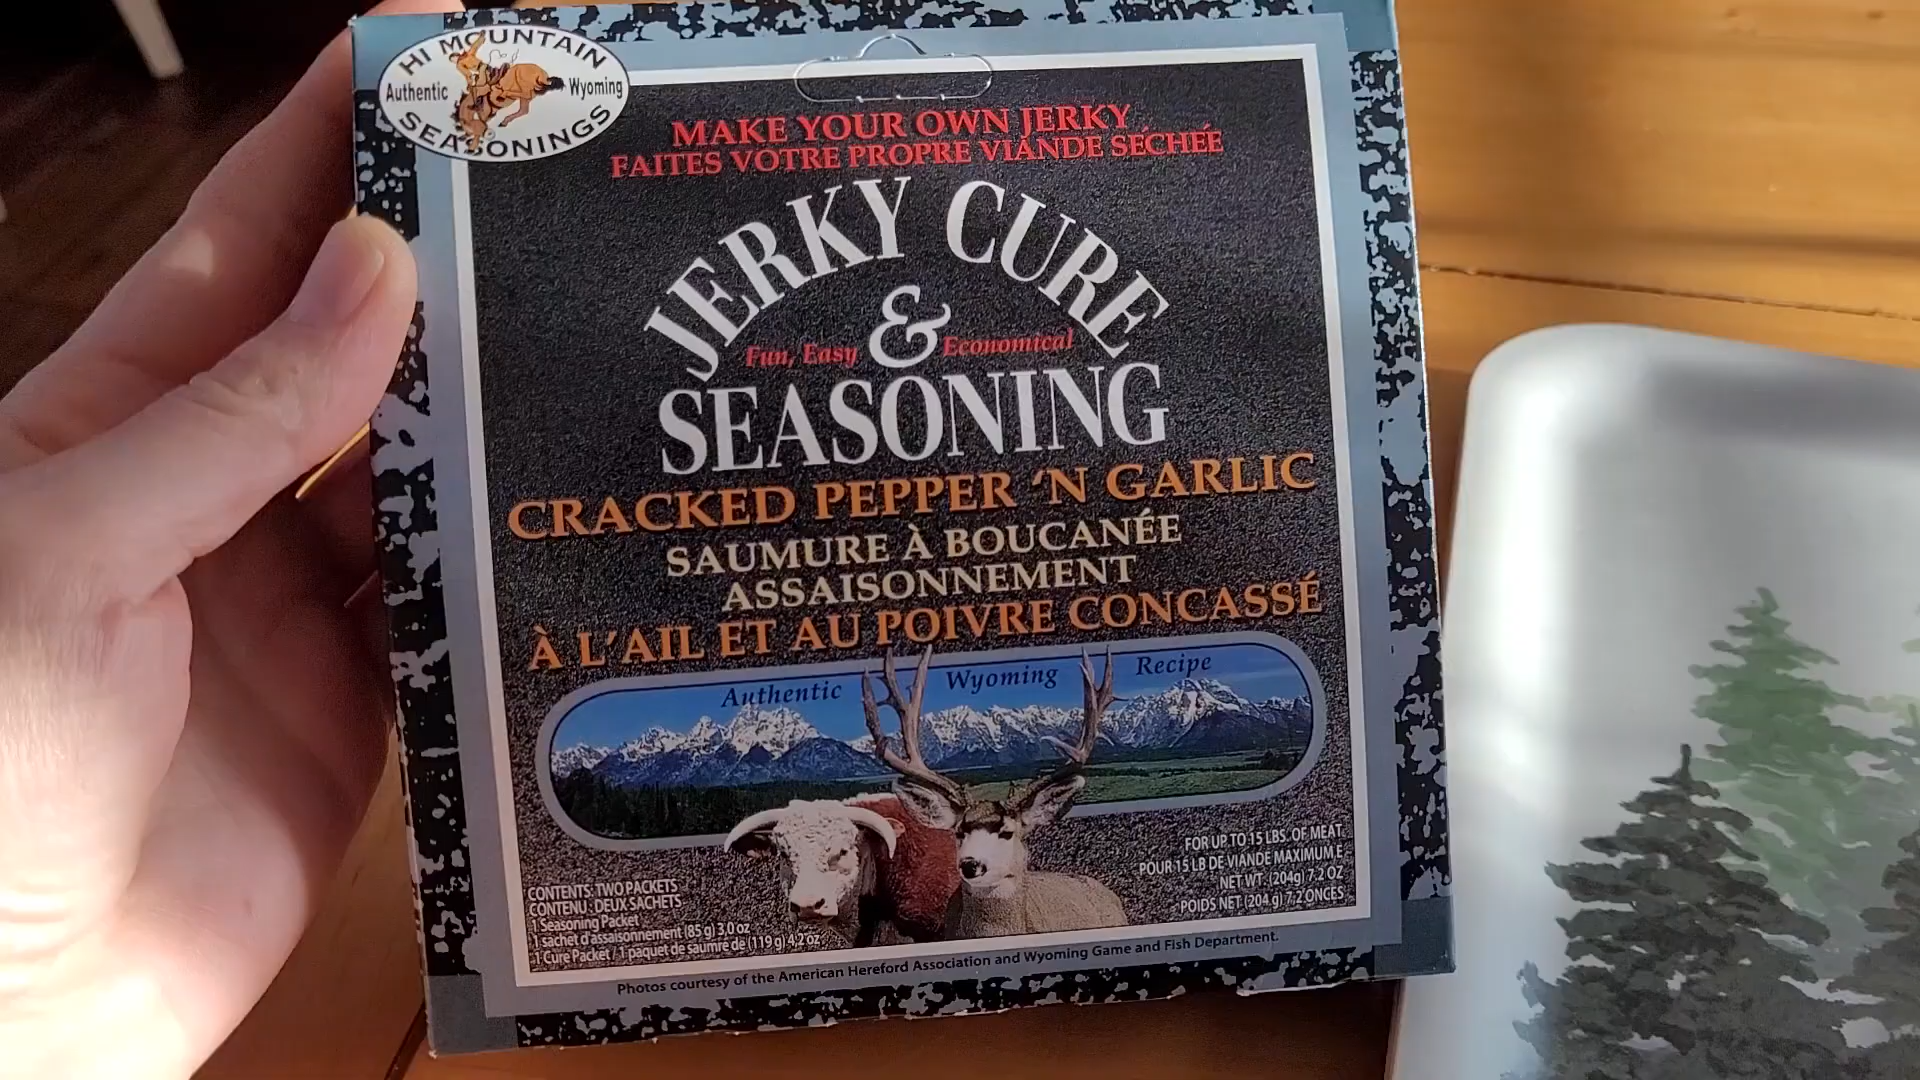 HI MOUNTAIN
Authentic Wyoming
SEASONINGS
MAKE YOUR OWN JERKY
FAITES VOTRE PROPRE VIANDE SÉCHÉE
JERKY CURE
Fun, Easy & Economical
SEASONING
CRACKED PEPPER 'N GARLIC
SAUMURE À BOUCANÉE
ASSAISONNEMENT
À L'AIL ET AU POIVRE CONCASSÉ
Authentic Wyoming Recipe
CONTENTS: TWO PACKETS
CONTENU: DEUX SACHETS
1 Seasoning Packet
1 sachet d'assaisonnement (85 g) 3,0 oz
1 Cure Packet / 1 paquet de saumre de (119 g) 4,2 oz
FOR UP TO 15 LBS. OF MEAT
POUR 15 LB DE VIANDE MAXIMUM E
NET WT. (204g) 7.2 OZ
POIDS NET (204 g) 7,2 ONCES
Photos courtesy of the American Hereford Association and Wyoming Game and Fish Department.